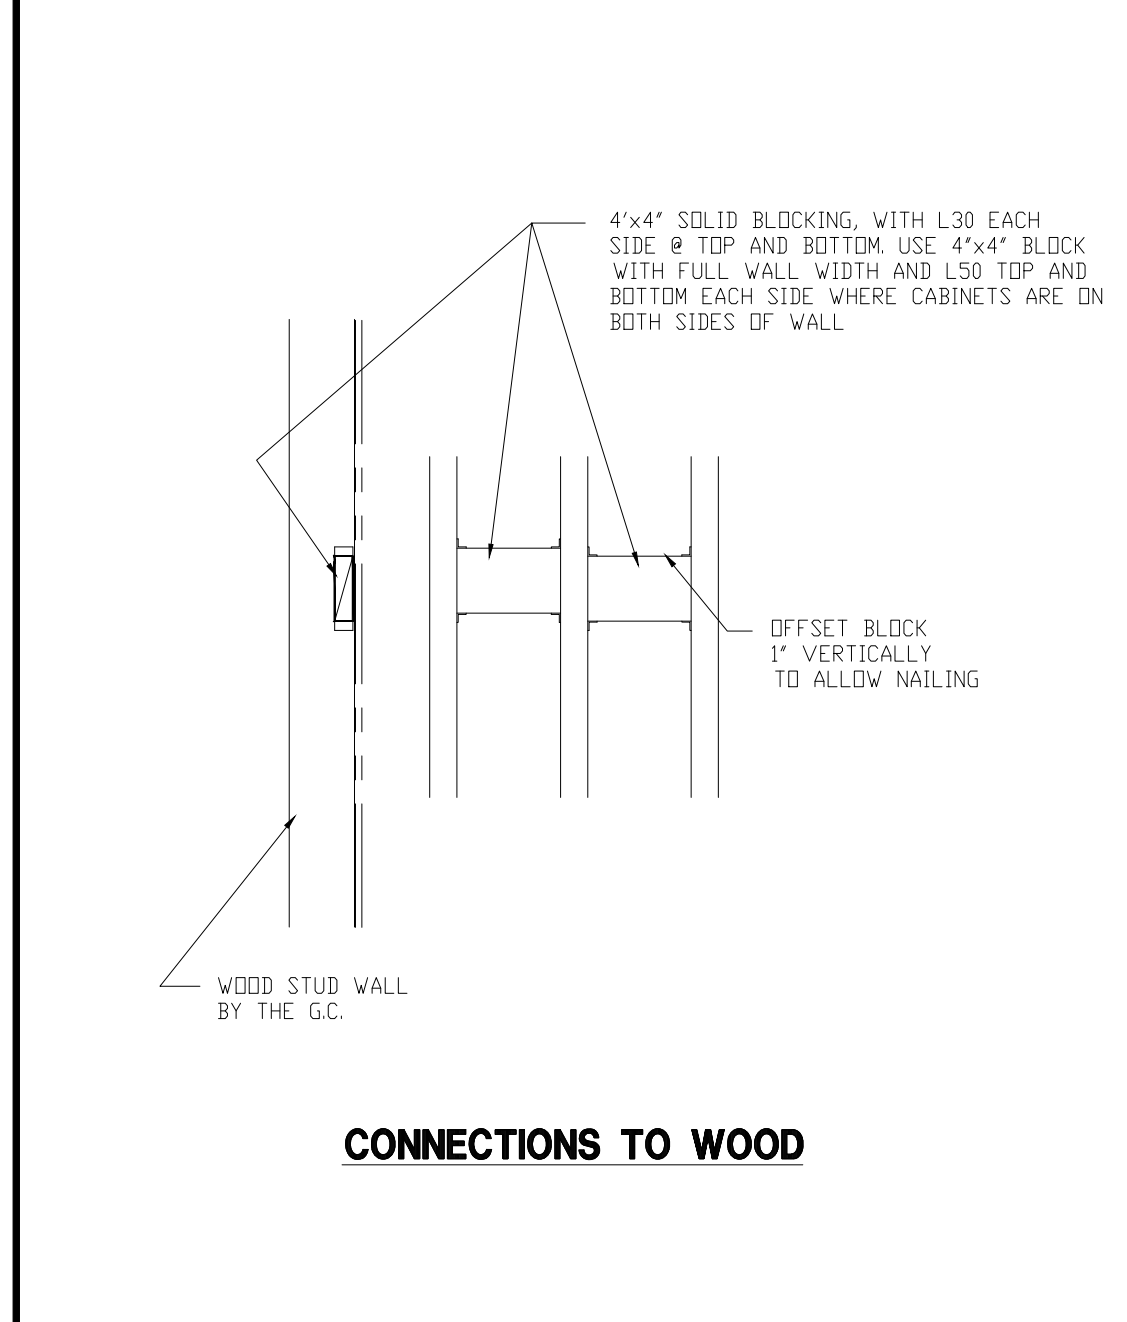 4'x4" SOLID BLOCKING, WITH L30 EACH
SIDE @ TOP AND BOTTOM. USE 4"x4" BLOCK
WITH FULL WALL WIDTH AND L50 TOP AND
BOTTOM EACH SIDE WHERE CABINETS ARE ON
BOTH SIDES OF WALL
OFFSET BLOCK
1" VERTICALLY
TO ALLOW NAILING
WOOD STUD WALL
BY THE G.C.
CONNECTIONS TO WOOD